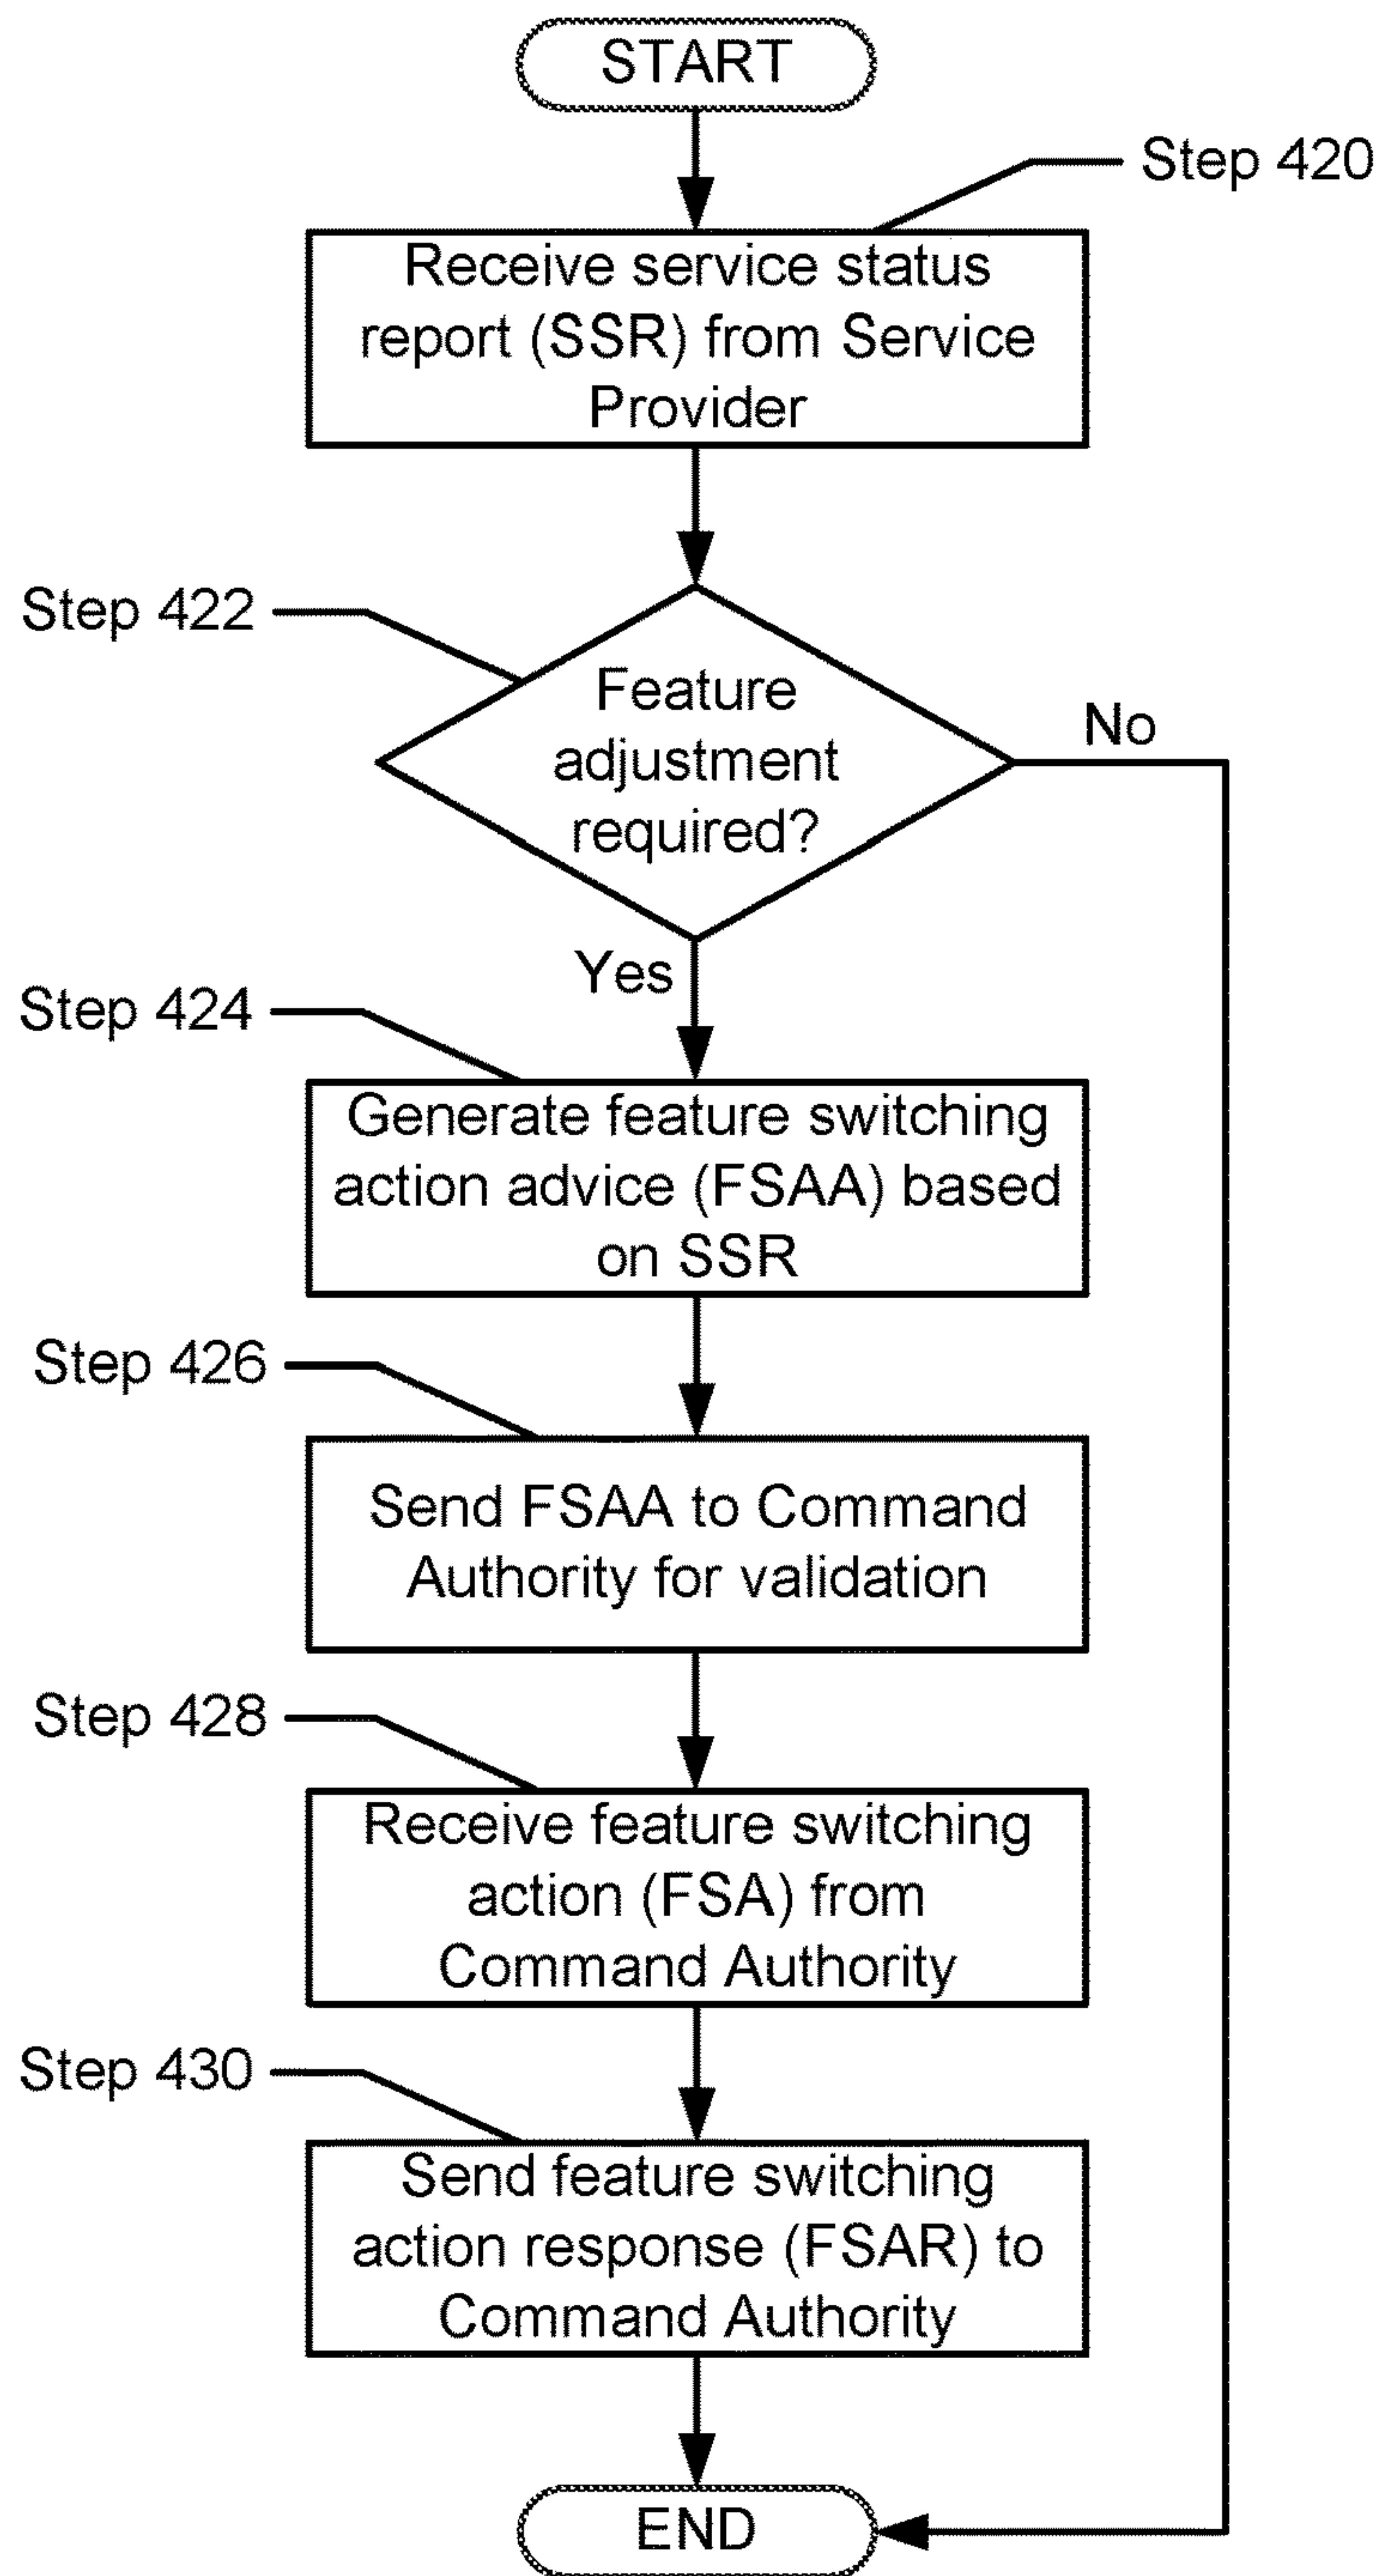 START
Step 420
Receive service status
report (SSR) from Service
Provider
Step 422
Feature
adjustment
required?
No
Yes
Step 424
Generate feature switching
action advice (FSAA) based
on SSR
Step 426
Send FSAA to Command
Authority for validation
Step 428
Receive feature switching
action (FSA) from
Command Authority
Step 430
Send feature switching
action response (FSAR) to
Command Authority
END